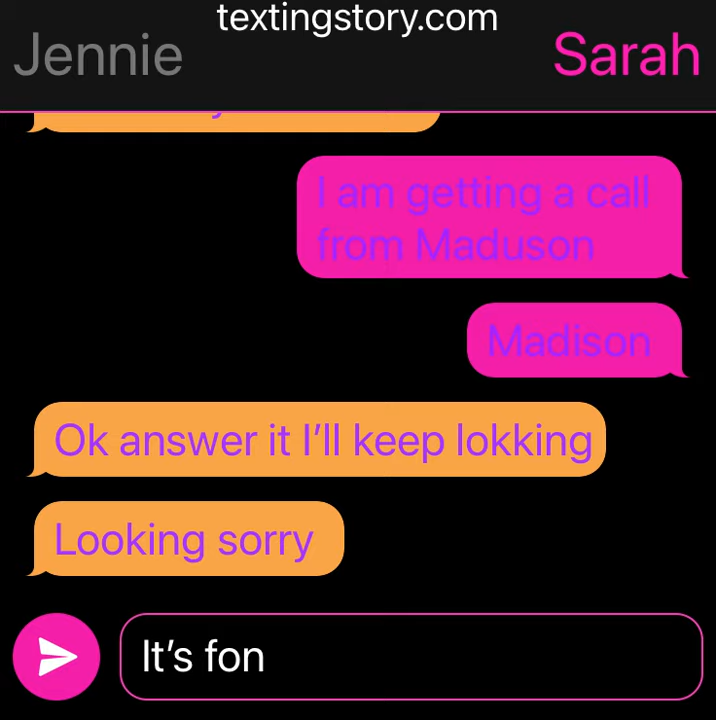 textingstory.com
Jennie
Sarah
I am getting a call
from Maduson
Madison
Ok answer it I’ll keep lokking
Looking sorry
It’s fon